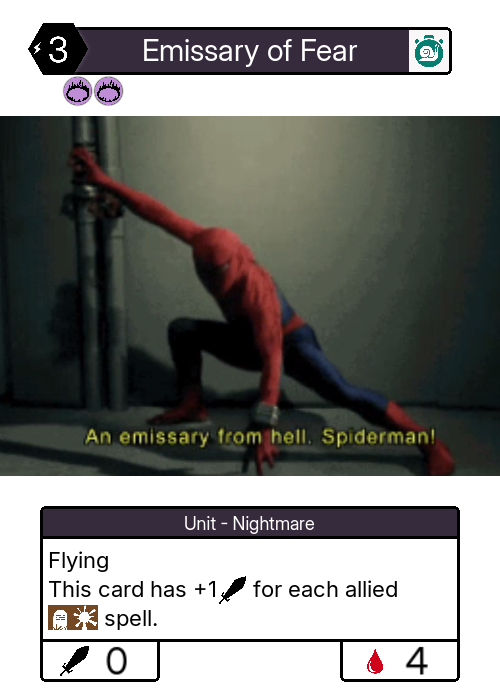 3
Emissary of Fear
An emissary from hell. Spiderman!
Unit - Nightmare
Flying
This card has +1 for each allied
spell.
0
4